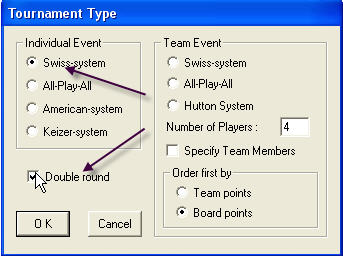 Tournament Type
Individual Event
Swiss-system
All-Play-All
American-system
Keizer-system
Double round
OK
Cancel
Team Event
Swiss-system
All-Play-All
Hutton System
Number of Players : 4
Specify Team Members
Order first by
Team points
Board points